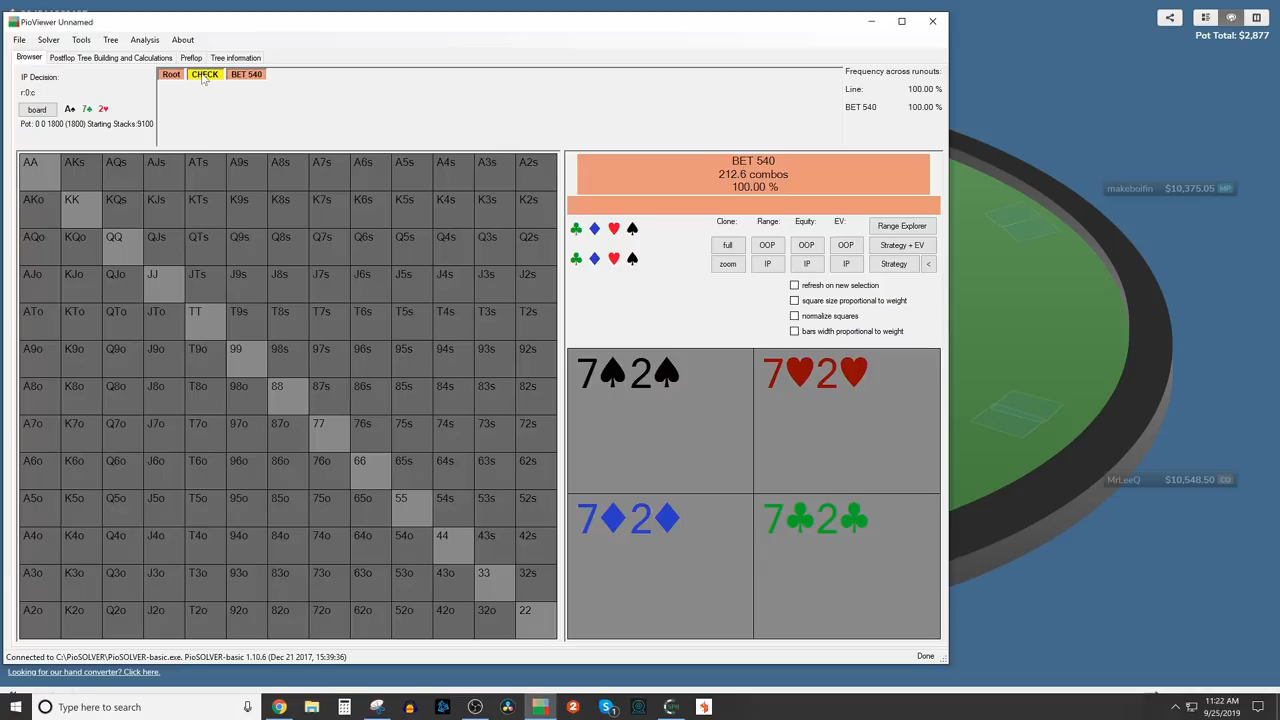 PioViewer Unnamed
File Solver Tools Tree Analysis About
Browser Postflop Tree Building and Calculations Preflop Tree information
IP Decision:
r:0:c
board A♠ 7♣ 2♥
Pot: 0 0 1800 (1800) Starting Stacks:9100
Root CHECK BET 540
Frequency across runouts:
Line: 100.00 %
BET 540 100.00 %
AA AKs AQs AJs ATs A9s A8s A7s A6s A5s A4s A3s A2s
AKo KK KQs KJs KTs K9s K8s K7s K6s K5s K4s K3s K2s
AQo KQo QQ QJs QTs Q9s Q8s Q7s Q6s Q5s Q4s Q3s Q2s
AJo KJo QJo JJ JTs J9s J8s J7s J6s J5s J4s J3s J2s
ATo KTo QTo JTo TT T9s T8s T7s T6s T5s T4s T3s T2s
A9o K9o Q9o J9o T9o 99 98s 97s 96s 95s 94s 93s 92s
A8o K8o Q8o J8o T8o 98o 88 87s 86s 85s 84s 83s 82s
A7o K7o Q7o J7o T7o 97o 87o 77 76s 75s 74s 73s 72s
A6o K6o Q6o J6o T6o 96o 86o 76o 66 65s 64s 63s 62s
A5o K5o Q5o J5o T5o 95o 85o 75o 65o 55 54s 53s 52s
A4o K4o Q4o J4o T4o 94o 84o 74o 64o 54o 44 43s 42s
A3o K3o Q3o J3o T3o 93o 83o 73o 63o 53o 43o 33 32s
A2o K2o Q2o J2o T2o 92o 82o 72o 62o 52o 42o 32o 22
BET 540
212.6 combos
100.00 %
♣ ♦ ♥ ♠
♣ ♦ ♥ ♠
Clone: Range: Equity: EV: Range Explorer
full OOP OOP OOP Strategy + EV
zoom IP IP IP Strategy <
refresh on new selection
square size proportional to weight
normalize squares
bars width proportional to weight
7♠2♠ 7♥2♥
7♦2♦ 7♣2♣
Connected to C:\PioSOLVER\PioSOLVER-basic.exe. PioSOLVER-basic 1.10.6 (Dec 21 2017, 15:39:36) Done
Looking for our hand converter? Click here.
Pot Total: $2,877
makeboifin $10,375.05 MP
MrLeeQ $10,548.50 CO
Type here to search
11:22 AM
9/25/2019